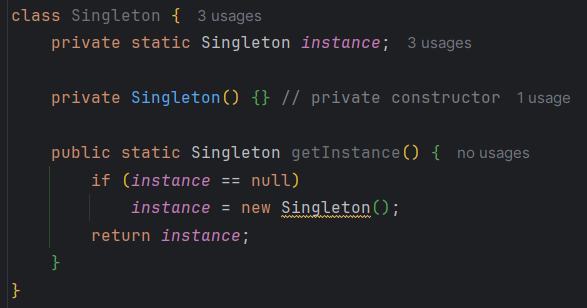 class Singleton { 3 usages
private static Singleton instance; 3 usages
private Singleton() {} // private constructor 1 usage
public static Singleton getInstance() { no usages
if (instance == null)
instance = new Singleton();
return instance;
}
}